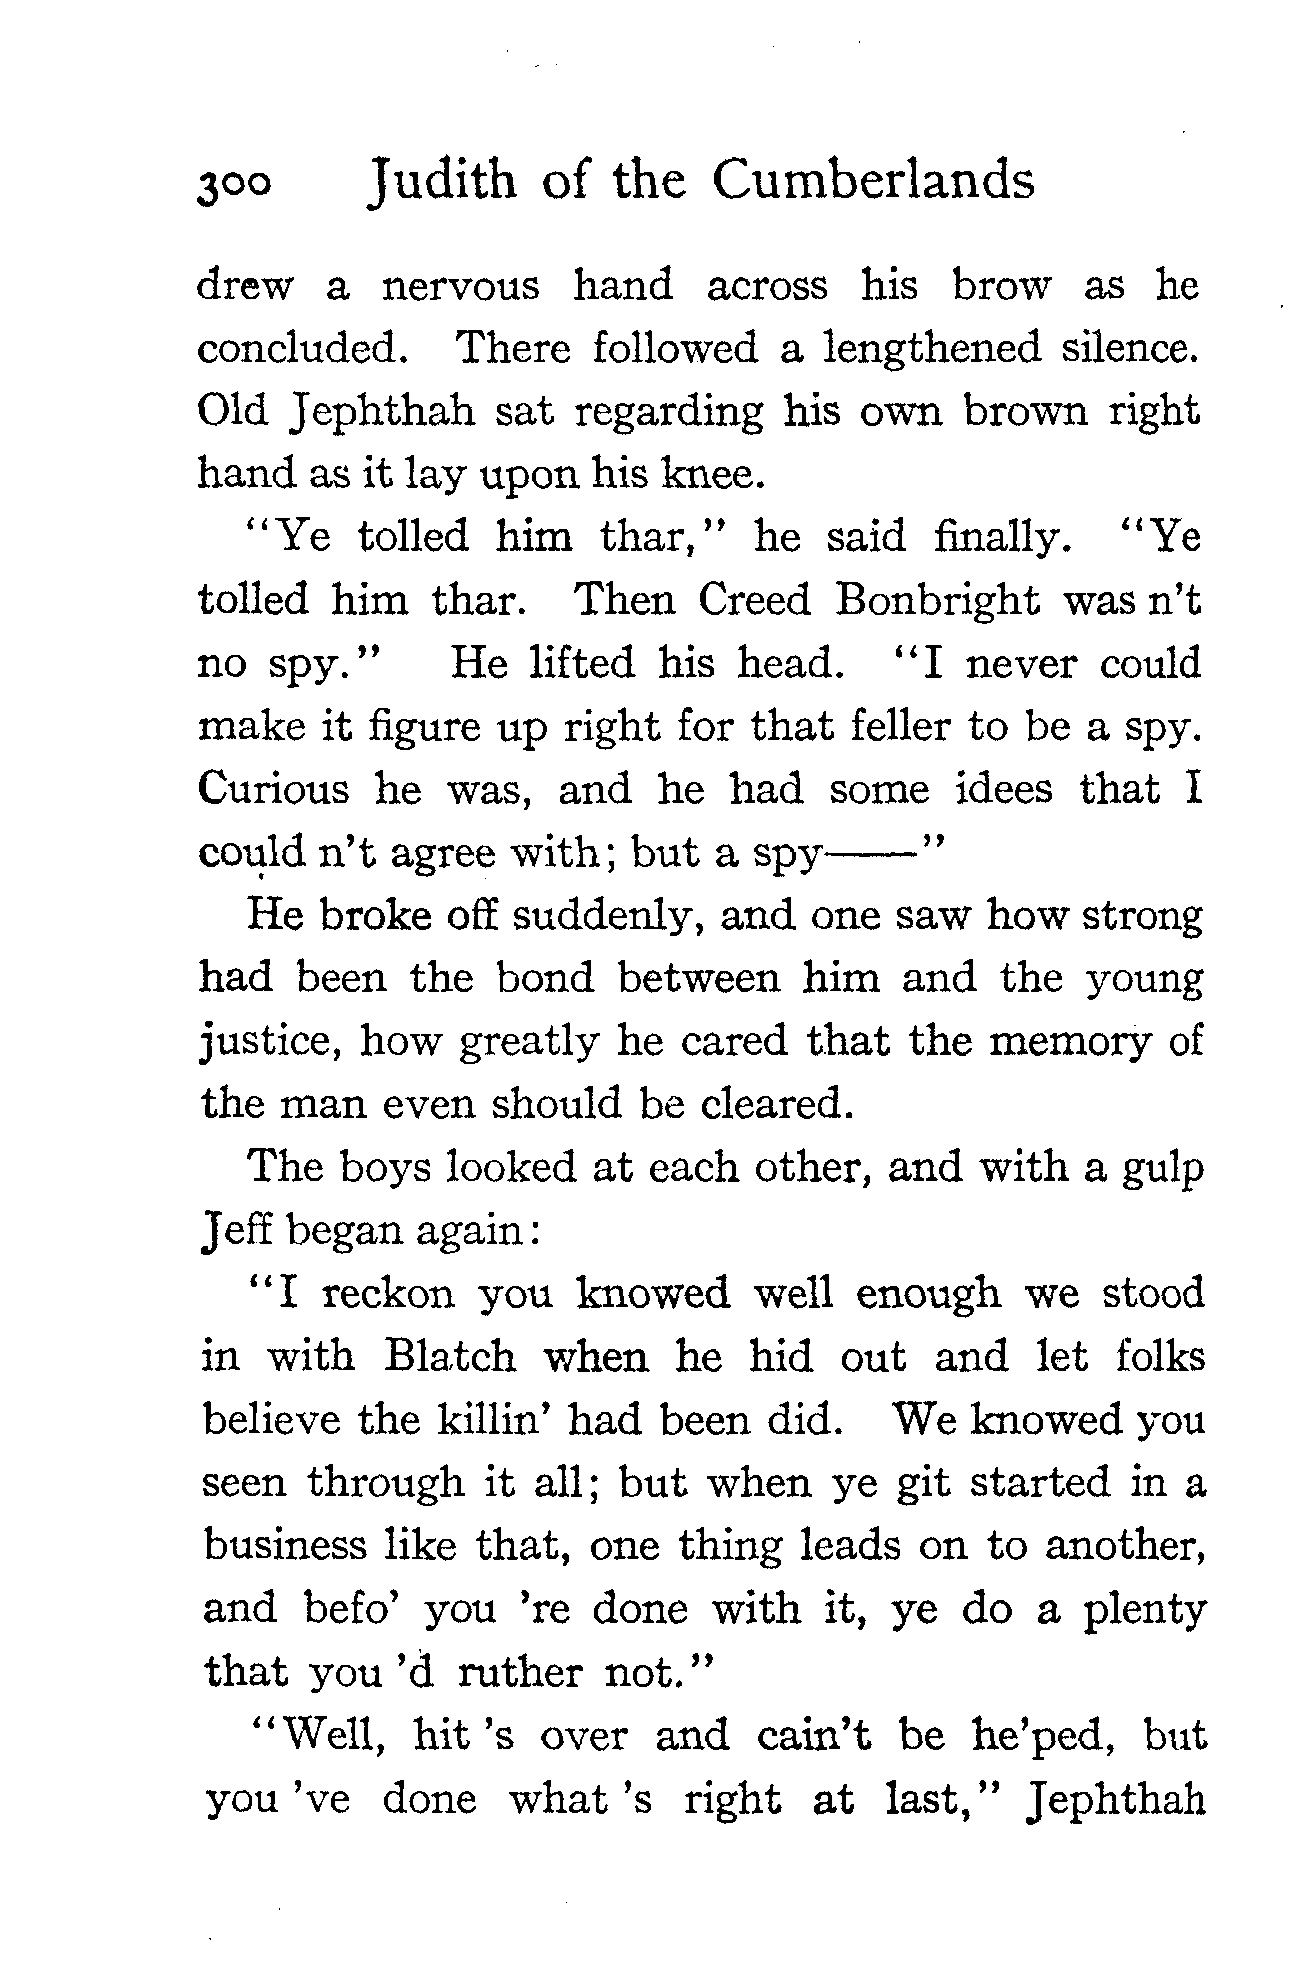 300 Judith of the Cumberlands
drew a nervous hand across his brow as he
concluded. There followed a lengthened silence.
Old Jephthah sat regarding his own brown right
hand as it lay upon his knee.
“Ye tolled him thar,” he said finally. “Ye
tolled him thar. Then Creed Bonbright was n’t
no spy.” He lifted his head. “I never could
make it figure up right for that feller to be a spy.
Curious he was, and he had some idees that I
could n’t agree with; but a spy——”
He broke off suddenly, and one saw how strong
had been the bond between him and the young
justice, how greatly he cared that the memory of
the man even should be cleared.
The boys looked at each other, and with a gulp
Jeff began again:
“I reckon you knowed well enough we stood
in with Blatch when he hid out and let folks
believe the killin’ had been did. We knowed you
seen through it all; but when ye git started in a
business like that, one thing leads on to another,
and befo’ you ’re done with it, ye do a plenty
that you ’d ruther not.”
“Well, hit ’s over and cain’t be he’ped, but
you ’ve done what ’s right at last,” Jephthah